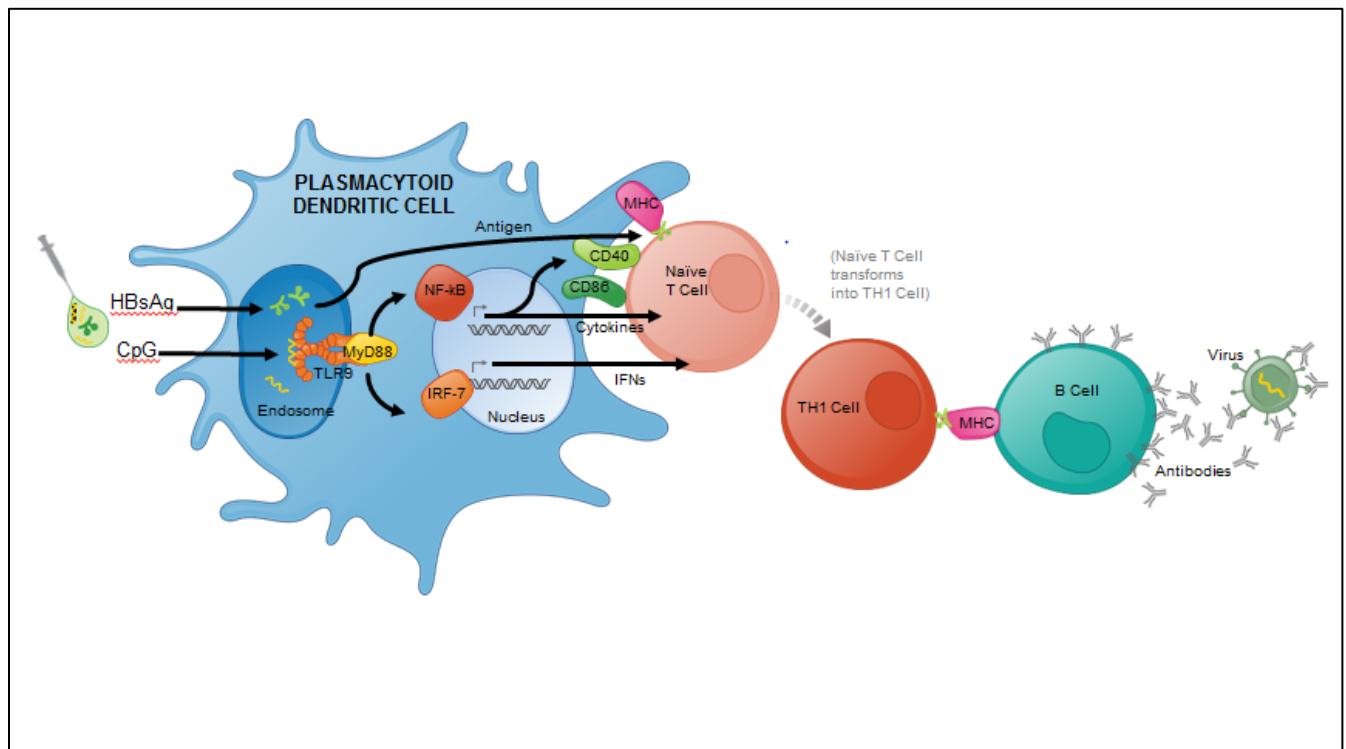 PLASMACYTOID
DENDRITIC CELL
MHC
Antigen
CD40
Naïve
T Cell
(Naïve T Cell
transforms
into TH1 Cell)
HBsAq
NF-kB
CD86
Cytokines
CpG
MyD88
TLR9
IFNs
Virus
IRF-7
Endosome
Nucleus
TH1 Cell
MHC
B Cell
Antibodies